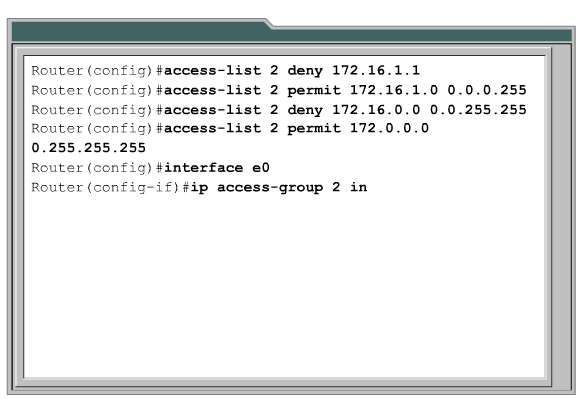 Router(config)#access-list 2 deny 172.16.1.1
Router(config)#access-list 2 permit 172.16.1.0 0.0.0.255
Router(config)#access-list 2 deny 172.16.0.0 0.0.255.255
Router(config)#access-list 2 permit 172.0.0.0
0.255.255.255
Router(config)#interface e0
Router(config-if)#ip access-group 2 in